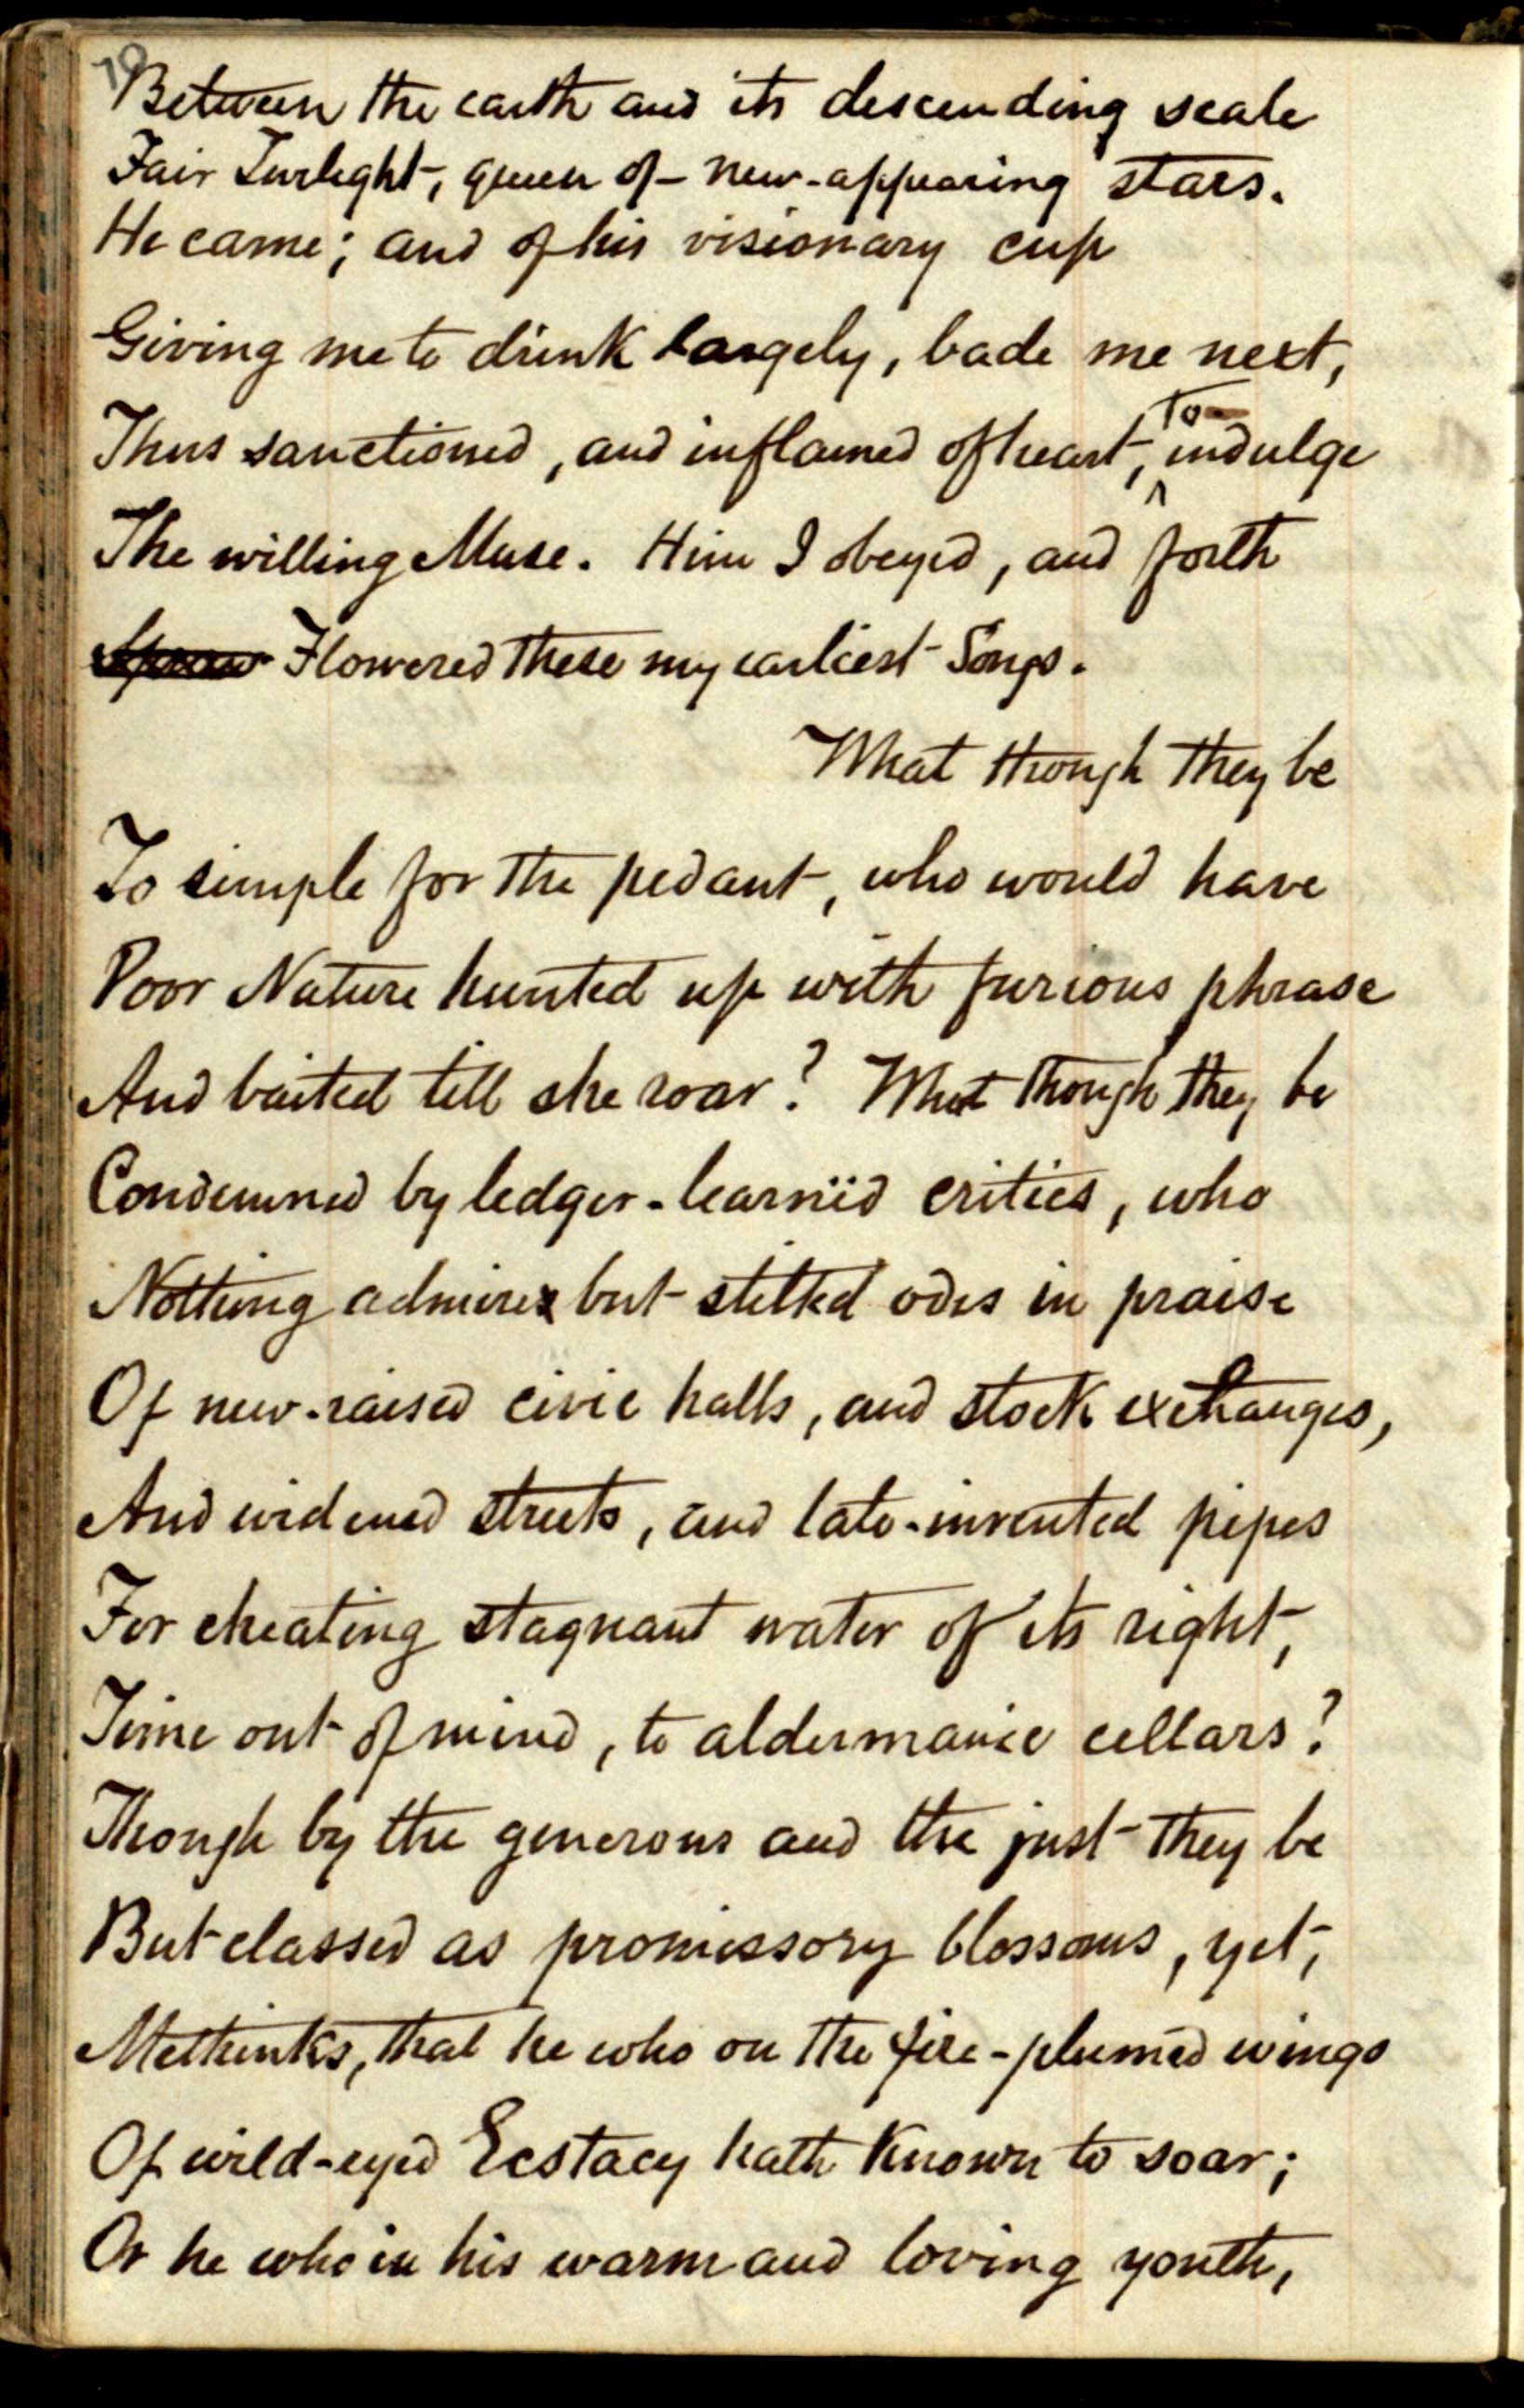 70
Between the earth and its descending scale
Fair Twilight, queen of new-appearing stars.
He came; and of his visionary cup
Giving me to drink largely, bade me next,
To
Thus sanctioned, and inflamed of heart, ^ indulge
The willing Muse. Him I obeyed, and forth
Flowered these my earliest Songs.
What though they be
To simple for the pedant, who would have
Poor Nature hunted up with furious phrase
And baited till she roar? What though they be
Condemned by ledger-learnëd critics, who
Nothing admire but stilted odes in praise
Of new-raised civic halls, and stock exchanges,
And widened streets, and late-invented pipes
For cheating stagnant water of its right,
Time out of mind, to aldermanic cellars?
Though by the generous and the just they be
But classed as promissory blossoms, yet,
Methinks, that he who on the fire-plumed wings
Of wild-eyed Ecstacy hath known to soar;
Or he who in his warm and loving youth,